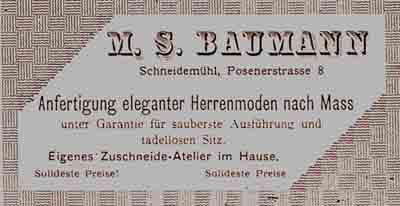 M. S. BAUMANN
Schneidemühl, Posenerstrasse 8
Anfertigung eleganter Herrenmoden nach Mass
unter Garantie für sauberste Ausführung und
tadellosen Sitz.
Eigenes Zuschneide-Atelier im Hause.
Solideste Preise! Solideste Preise